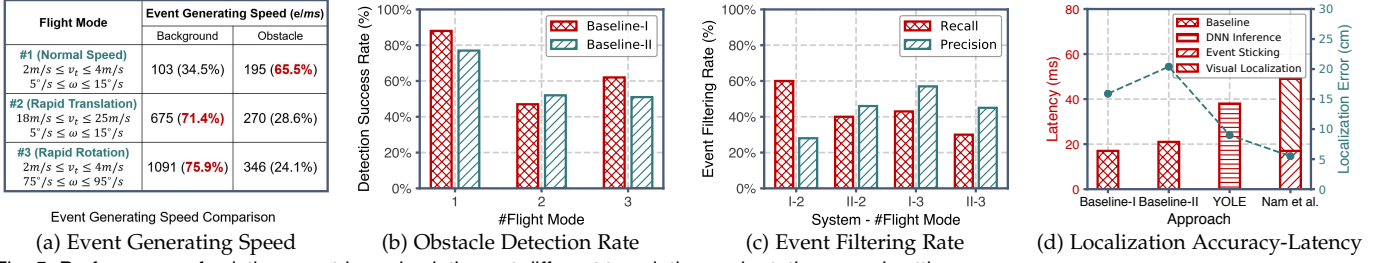 Flight Mode
Event Generating Speed (e/ms)
Background
Obstacle
#1 (Normal Speed)
2m/s ≤ v_t ≤ 4m/s
5°/s ≤ ω ≤ 15°/s
103 (34.5%)
195 (65.5%)
#2 (Rapid Translation)
18m/s ≤ v_t ≤ 25m/s
5°/s ≤ ω ≤ 15°/s
675 (71.4%)
270 (28.6%)
#3 (Rapid Rotation)
2m/s ≤ v_t ≤ 4m/s
75°/s ≤ ω ≤ 95°/s
1091 (75.9%)
346 (24.1%)
Event Generating Speed Comparison
(a) Event Generating Speed
Detection Success Rate (%)
100%
80%
60%
40%
20%
0%
Baseline-I
Baseline-II
1
2
3
#Flight Mode
(b) Obstacle Detection Rate
Event Filtering Rate (%)
100%
80%
60%
40%
20%
0%
Recall
Precision
I-2
II-2
I-3
II-3
System - #Flight Mode
(c) Event Filtering Rate
Latency (ms)
80
60
40
20
0
Baseline
DNN Inference
Event Sticking
Visual Localization
30
25
20
15
10
5
0
Localization Error (cm)
Baseline-I
Baseline-II
YOLE
Nam et al.
Approach
(d) Localization Accuracy-Latency